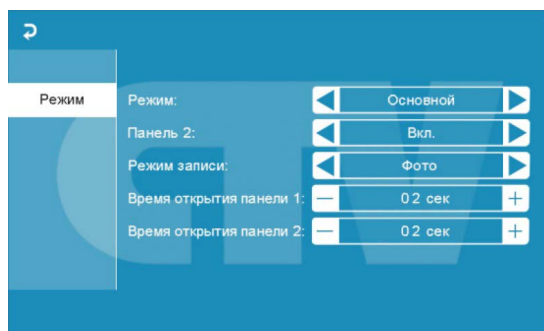 Режим
Режим: Основной
Панель 2: Вкл.
Режим записи: Фото
Время открытия панели 1: — 02 сек +
Время открытия панели 2: — 02 сек +